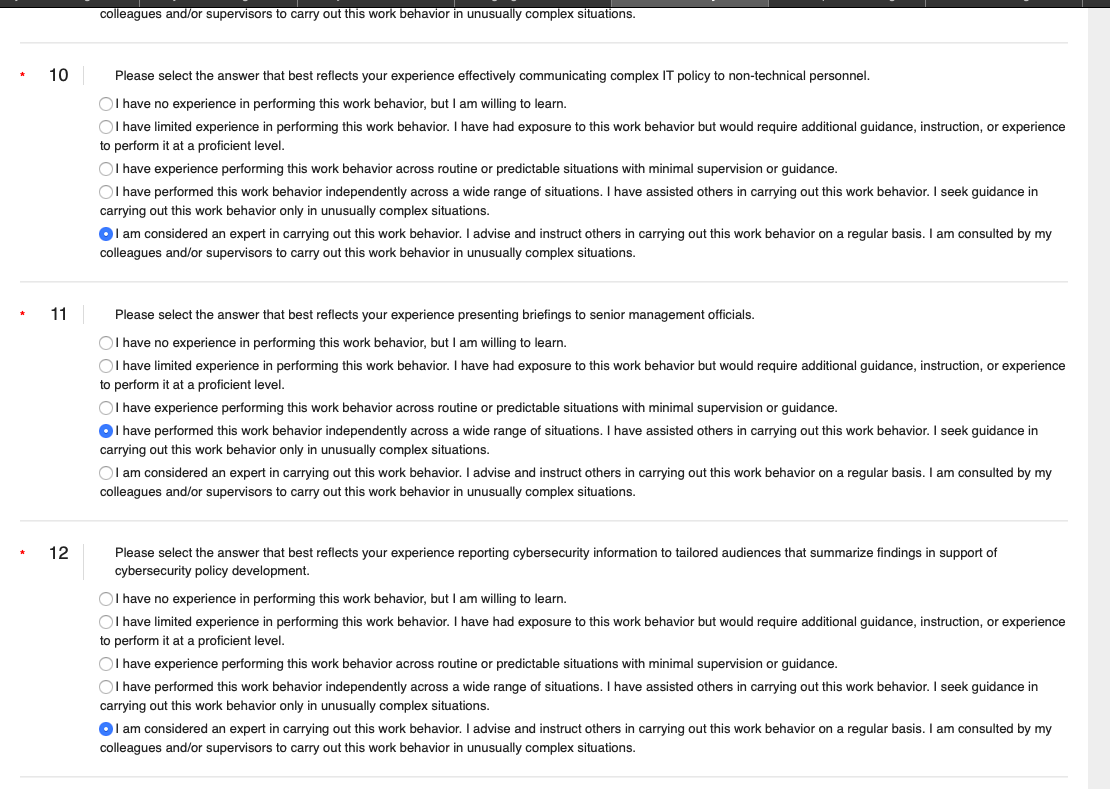 colleagues and/or supervisors to carry out this work behavior in unusually complex situations.
* 10 Please select the answer that best reflects your experience effectively communicating complex IT policy to non-technical personnel.
I have no experience in performing this work behavior, but I am willing to learn.
I have limited experience in performing this work behavior. I have had exposure to this work behavior but would require additional guidance, instruction, or experience
to perform it at a proficient level.
I have experience performing this work behavior across routine or predictable situations with minimal supervision or guidance.
I have performed this work behavior independently across a wide range of situations. I have assisted others in carrying out this work behavior. I seek guidance in
carrying out this work behavior only in unusually complex situations.
I am considered an expert in carrying out this work behavior. I advise and instruct others in carrying out this work behavior on a regular basis. I am consulted by my
colleagues and/or supervisors to carry out this work behavior in unusually complex situations.
* 11 Please select the answer that best reflects your experience presenting briefings to senior management officials.
I have no experience in performing this work behavior, but I am willing to learn.
I have limited experience in performing this work behavior. I have had exposure to this work behavior but would require additional guidance, instruction, or experience
to perform it at a proficient level.
I have experience performing this work behavior across routine or predictable situations with minimal supervision or guidance.
I have performed this work behavior independently across a wide range of situations. I have assisted others in carrying out this work behavior. I seek guidance in
carrying out this work behavior only in unusually complex situations.
I am considered an expert in carrying out this work behavior. I advise and instruct others in carrying out this work behavior on a regular basis. I am consulted by my
colleagues and/or supervisors to carry out this work behavior in unusually complex situations.
* 12 Please select the answer that best reflects your experience reporting cybersecurity information to tailored audiences that summarize findings in support of
cybersecurity policy development.
I have no experience in performing this work behavior, but I am willing to learn.
I have limited experience in performing this work behavior. I have had exposure to this work behavior but would require additional guidance, instruction, or experience
to perform it at a proficient level.
I have experience performing this work behavior across routine or predictable situations with minimal supervision or guidance.
I have performed this work behavior independently across a wide range of situations. I have assisted others in carrying out this work behavior. I seek guidance in
carrying out this work behavior only in unusually complex situations.
I am considered an expert in carrying out this work behavior. I advise and instruct others in carrying out this work behavior on a regular basis. I am consulted by my
colleagues and/or supervisors to carry out this work behavior in unusually complex situations.